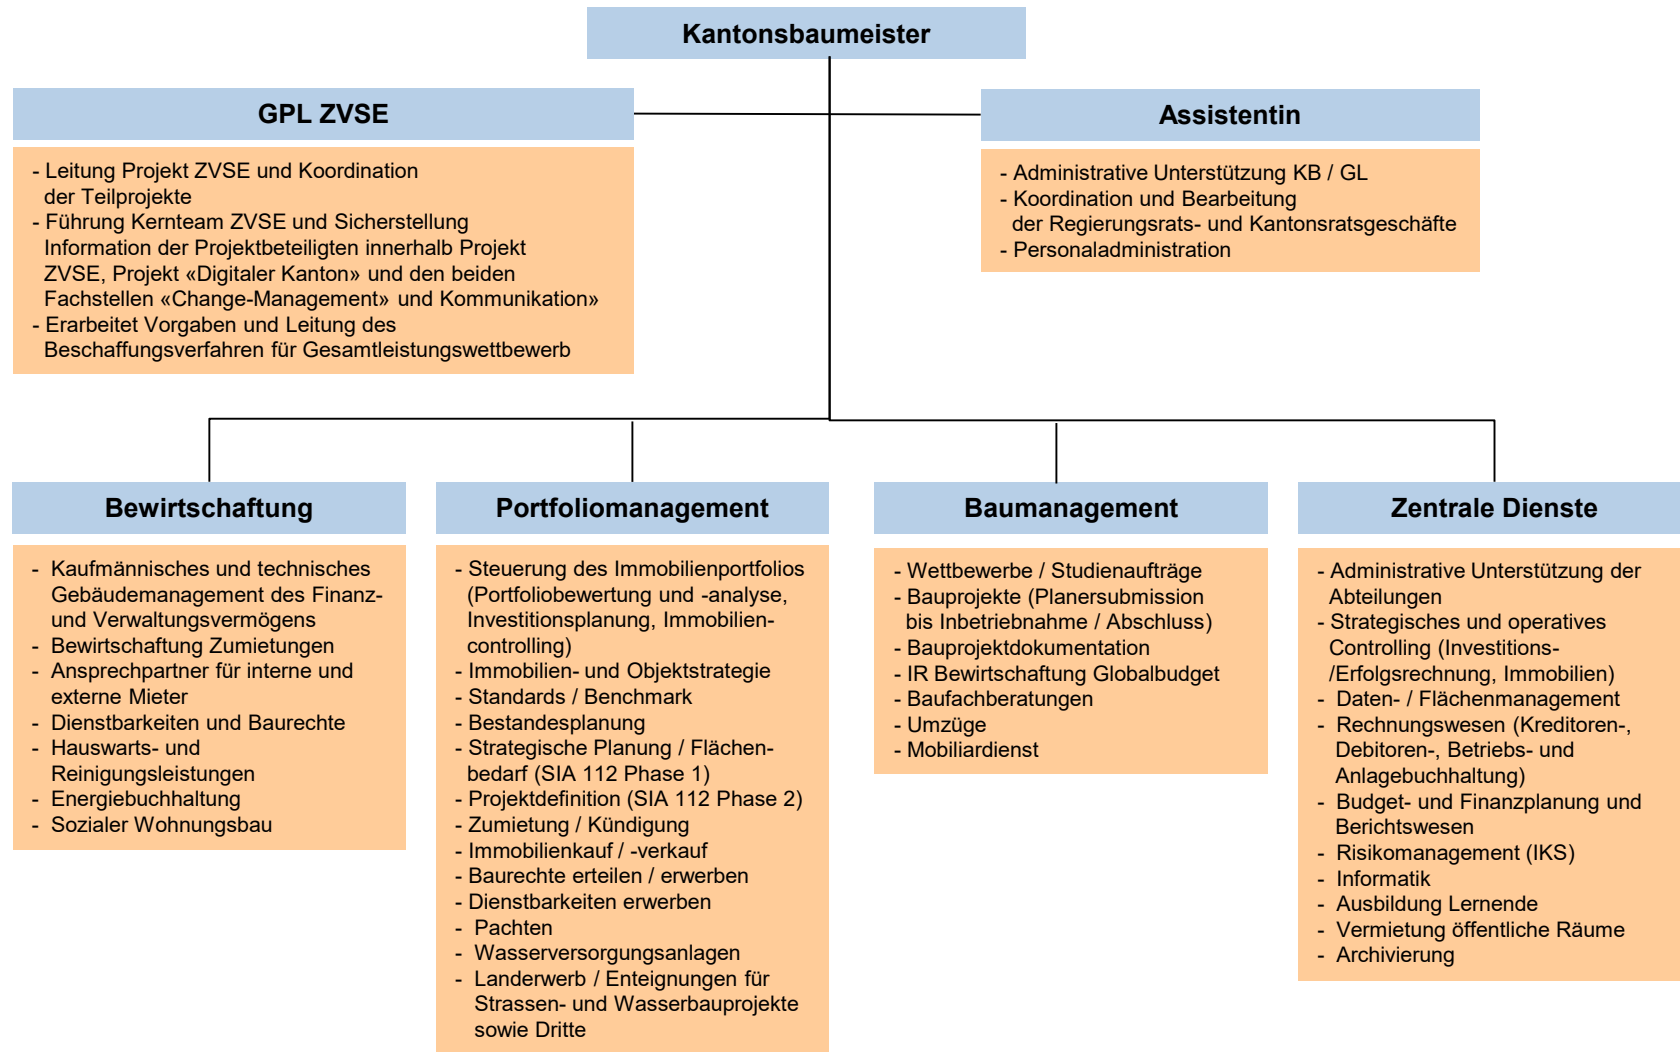 Kantonsbaumeister
GPL ZVSE
- Leitung Projekt ZVSE und Koordination
der Teilprojekte
- Führung Kernteam ZVSE und Sicherstellung
Information der Projektbeteiligten innerhalb Projekt
ZVSE, Projekt «Digitaler Kanton» und den beiden
Fachstellen «Change-Management» und Kommunikation»
- Erarbeitet Vorgaben und Leitung des
Beschaffungsverfahren für Gesamtleistungswettbewerb
Assistentin
- Administrative Unterstützung KB / GL
- Koordination und Bearbeitung
der Regierungsrats- und Kantonsratsgeschäfte
- Personaladministration
Bewirtschaftung
- Kaufmännisches und technisches
Gebäudemanagement des Finanz-
und Verwaltungsvermögens
- Bewirtschaftung Zumietungen
- Ansprechpartner für interne und
externe Mieter
- Dienstbarkeiten und Baurechte
- Hauswarts- und
Reinigungsleistungen
- Energiebuchhaltung
- Sozialer Wohnungsbau
Portfoliomanagement
- Steuerung des Immobilienportfolios
(Portfoliobewertung und -analyse,
Investitionsplanung, Immobilien-
controlling)
- Immobilien- und Objektstrategie
- Standards / Benchmark
- Bestandesplanung
- Strategische Planung / Flächen-
bedarf (SIA 112 Phase 1)
- Projektdefinition (SIA 112 Phase 2)
- Zumietung / Kündigung
- Immobilienkauf / -verkauf
- Baurechte erteilen / erwerben
- Dienstbarkeiten erwerben
- Pachten
- Wasserversorgungsanlagen
- Landerwerb / Enteignungen für
Strassen- und Wasserbauprojekte
sowie Dritte
Baumanagement
- Wettbewerbe / Studienaufträge
- Bauprojekte (Planersubmission
bis Inbetriebnahme / Abschluss)
- Bauprojektdokumentation
- IR Bewirtschaftung Globalbudget
- Baufachberatungen
- Umzüge
- Mobiliardienst
Zentrale Dienste
- Administrative Unterstützung der
Abteilungen
- Strategisches und operatives
Controlling (Investitions-
/Erfolgsrechnung, Immobilien)
- Daten- / Flächenmanagement
- Rechnungswesen (Kreditoren-,
Debitoren-, Betriebs- und
Anlagebuchhaltung)
- Budget- und Finanzplanung und
Berichtswesen
- Risikomanagement (IKS)
- Informatik
- Ausbildung Lernende
- Vermietung öffentliche Räume
- Archivierung